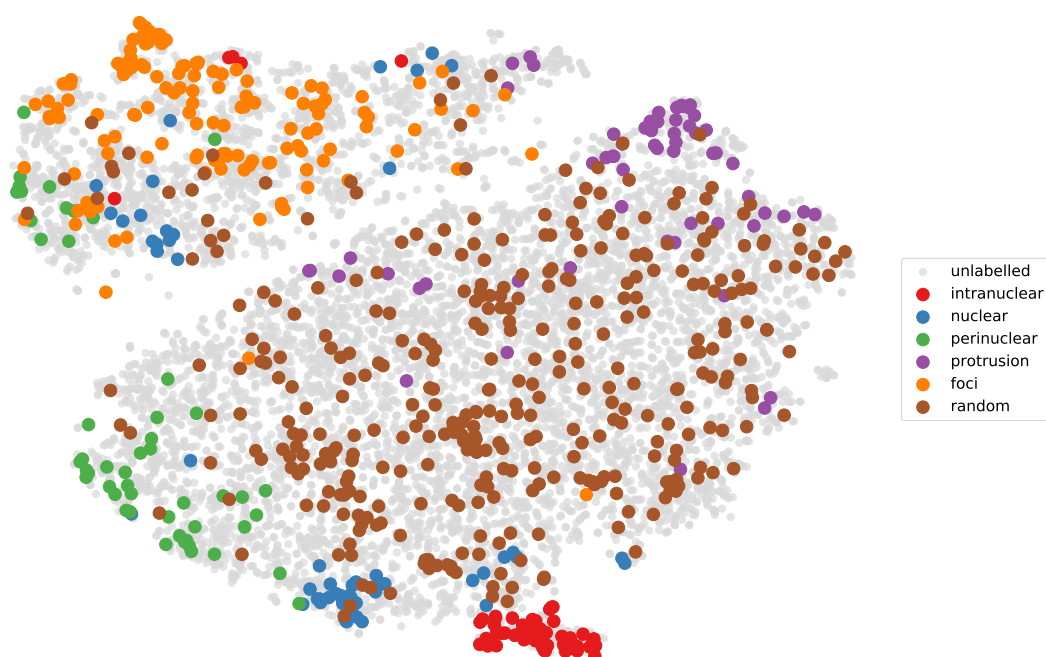 unlabelled
intranuclear
nuclear
perinuclear
protrusion
foci
random